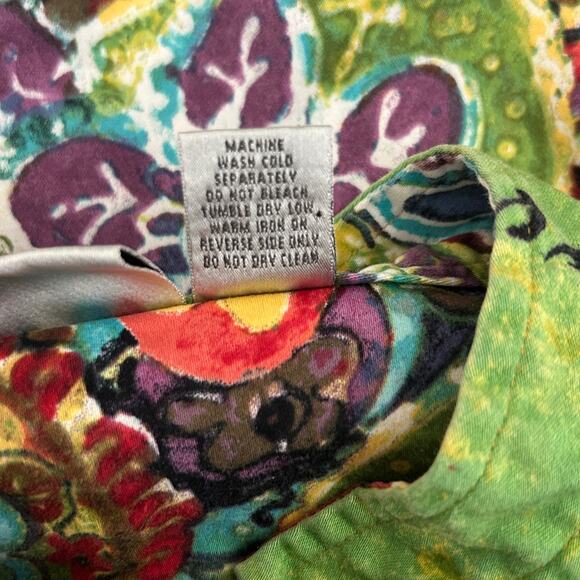 MACHINE
WASH COLD
SEPARATELY
DO NOT BLEACH
TUMBLE DRY LOW.
WARM IRON ON
REVERSE SIDE ONLY
DO NOT DRY CLEAN